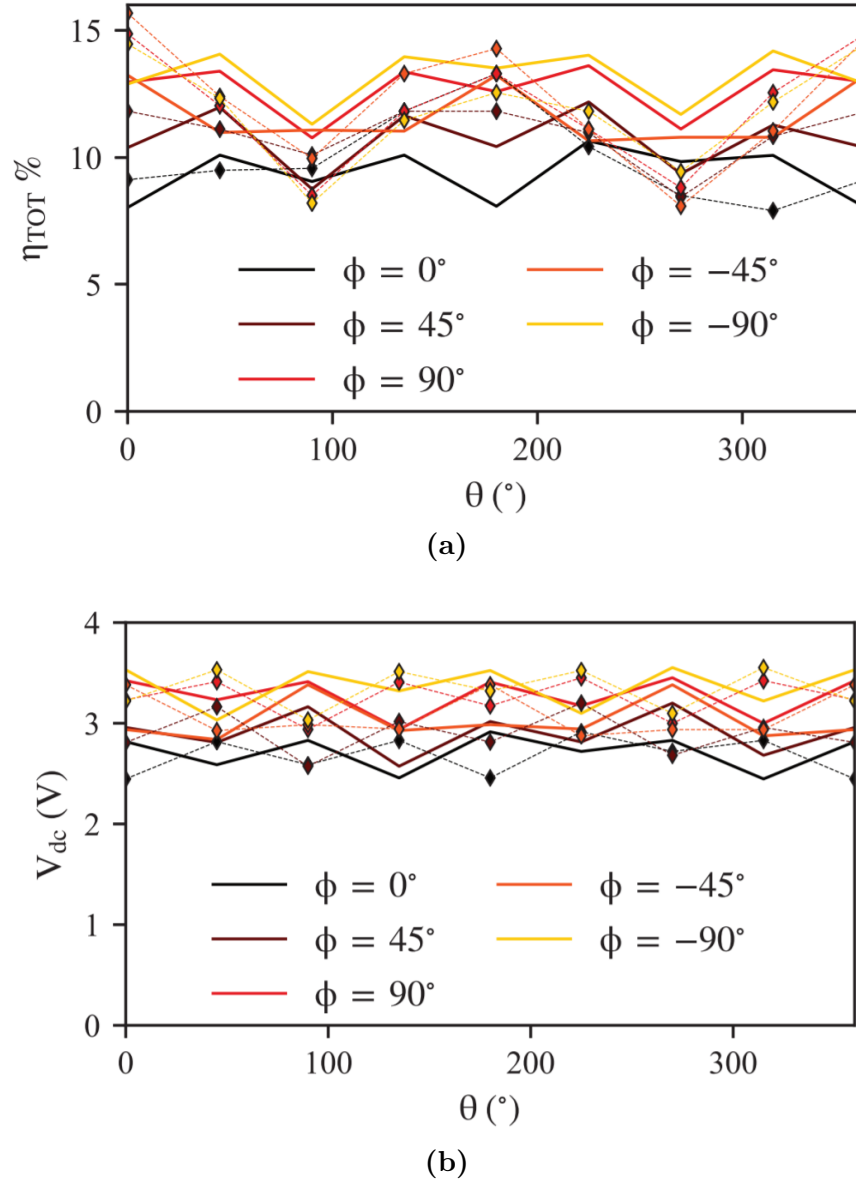 15
10
5
0
η_TOT %
ϕ = 0°
ϕ = −45°
ϕ = 45°
ϕ = −90°
ϕ = 90°
0
100
200
300
θ (°)
(a)
4
3
2
1
0
V_dc (V)
ϕ = 0°
ϕ = −45°
ϕ = 45°
ϕ = −90°
ϕ = 90°
0
100
200
300
θ (°)
(b)